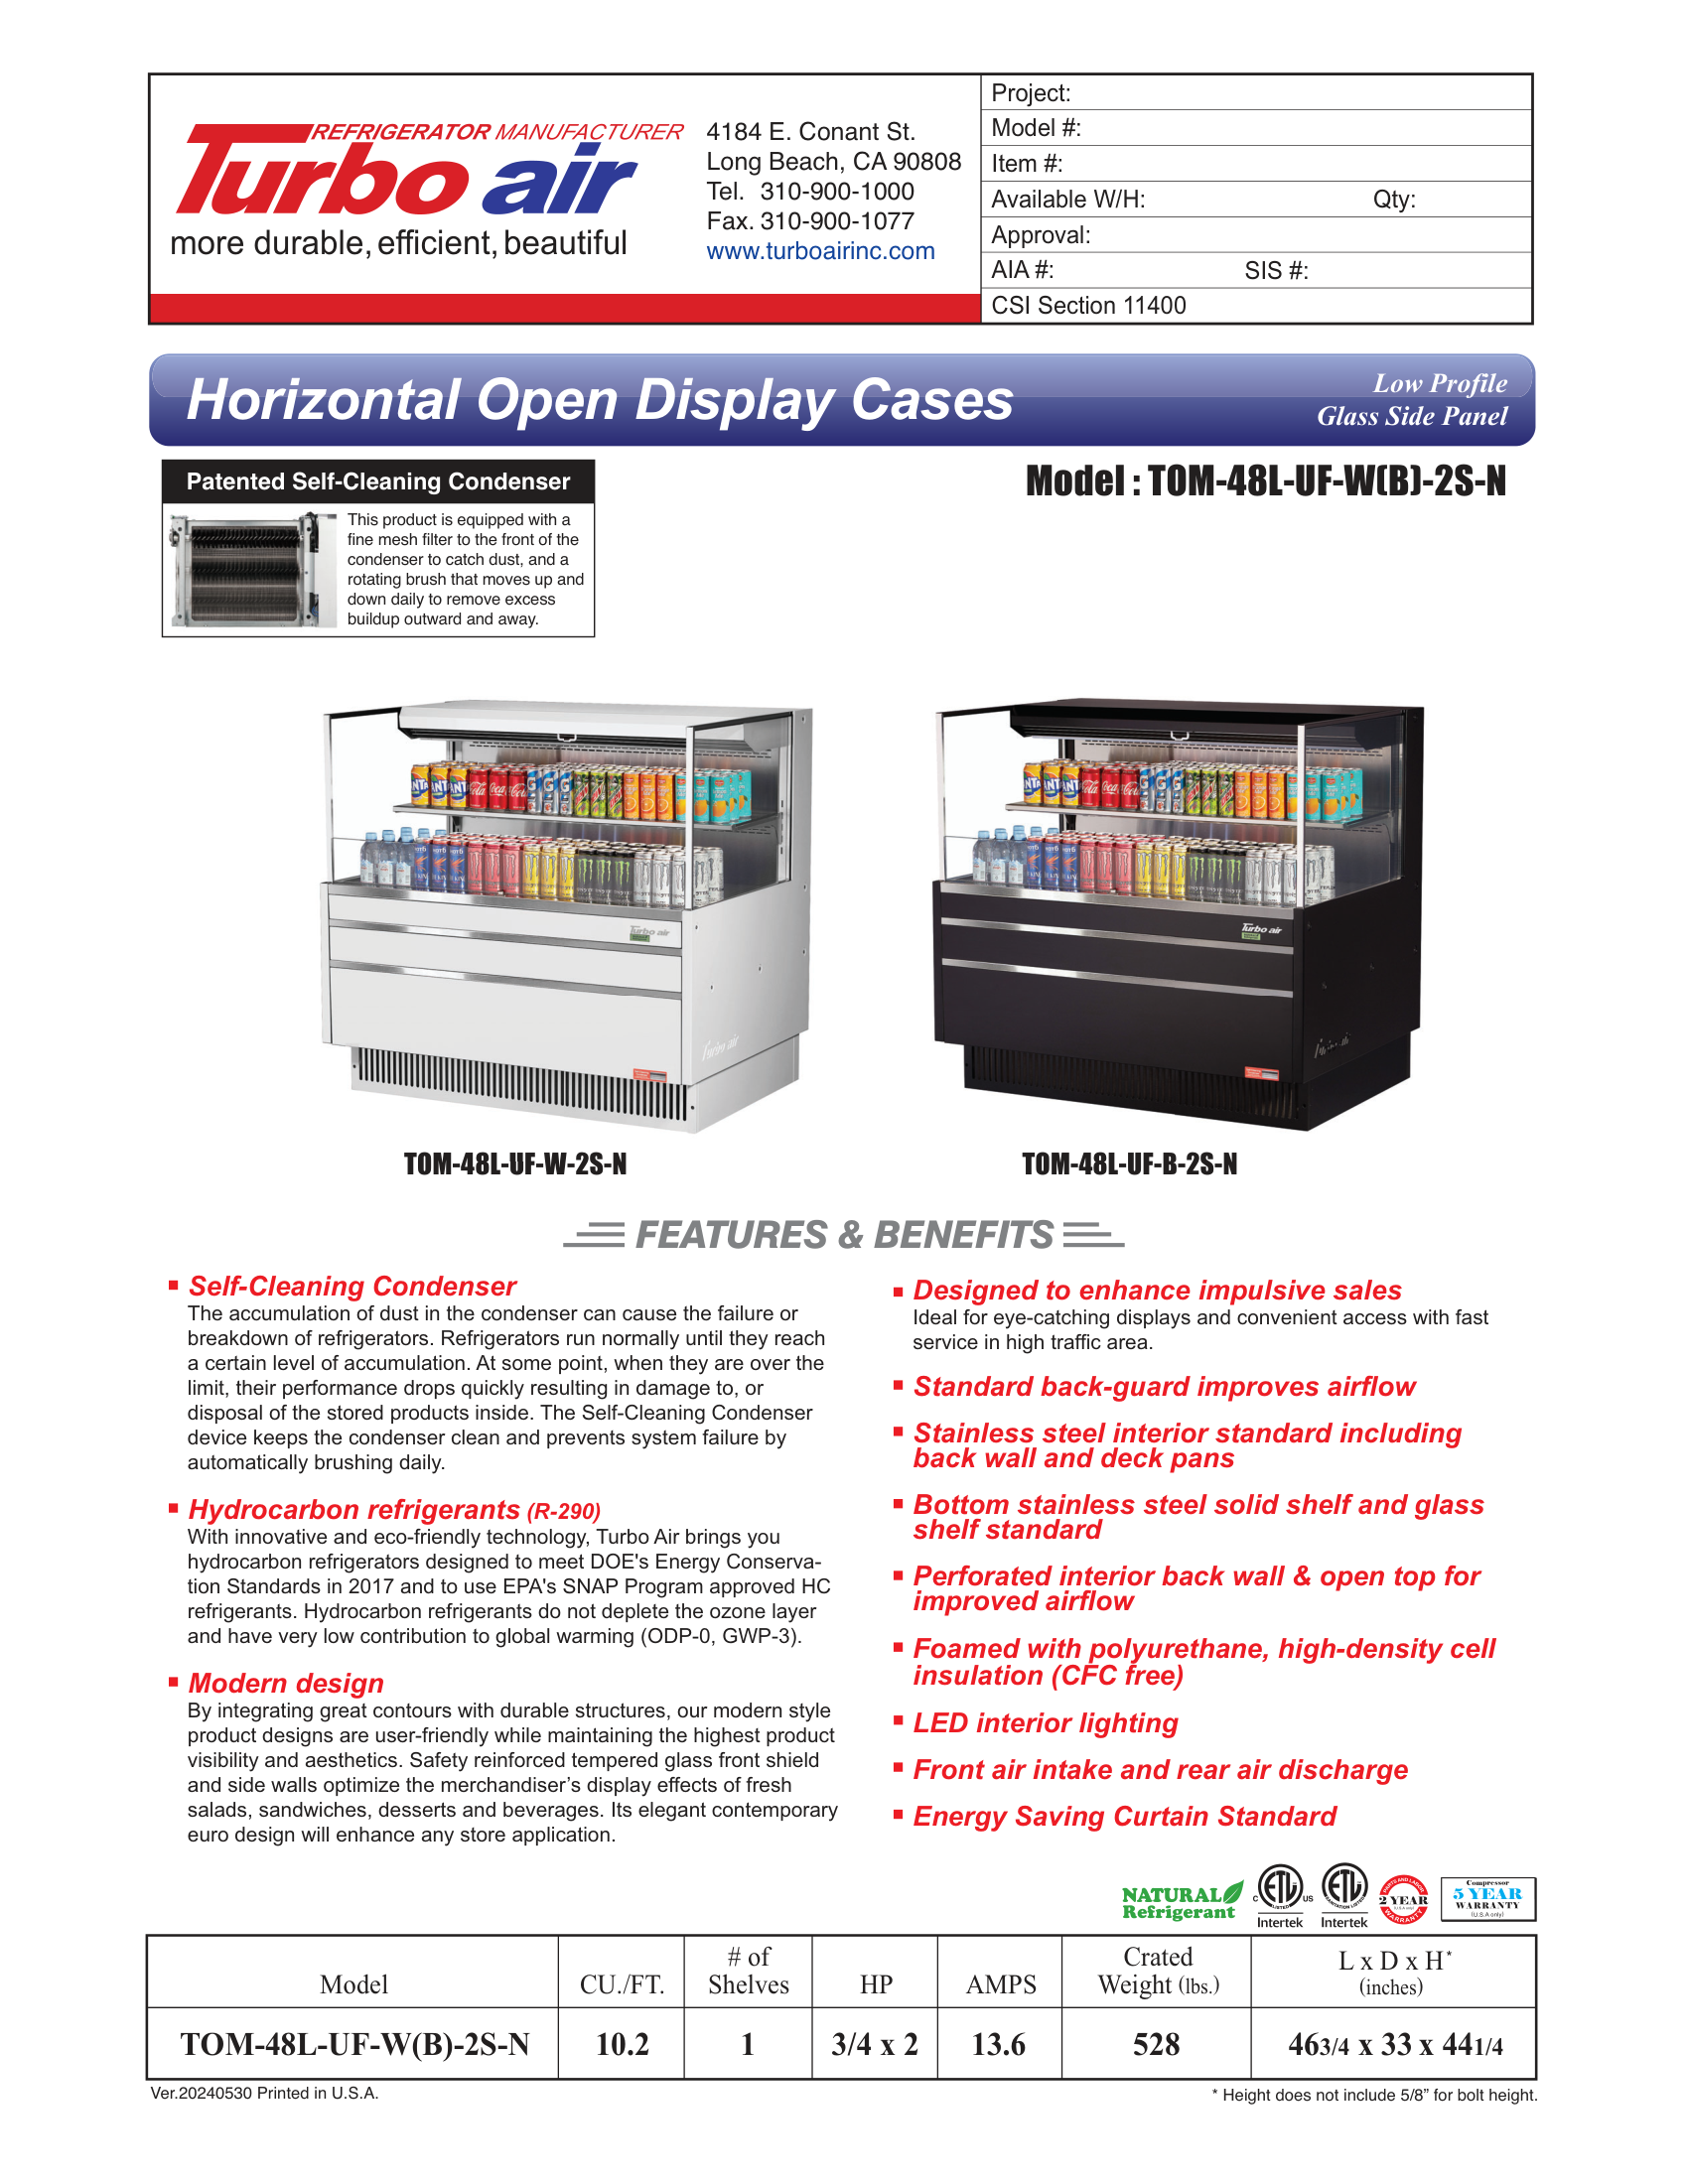 REFRIGERATOR MANUFACTURER
Turbo air
more durable, efficient, beautiful
4184 E. Conant St.
Long Beach, CA 90808
Tel. 310-900-1000
Fax. 310-900-1077
www.turboairinc.com
Project:
Model #:
Item #:
Available W/H: Qty:
Approval:
AIA #: SIS #:
CSI Section 11400
Horizontal Open Display Cases
Low Profile
Glass Side Panel
Patented Self-Cleaning Condenser
This product is equipped with a
fine mesh filter to the front of the
condenser to catch dust, and a
rotating brush that moves up and
down daily to remove excess
buildup outward and away.
Model : TOM-48L-UF-W(B)-2S-N
Turbo air
Turbo air
Turbo air
TOM-48L-UF-W-2S-N
TOM-48L-UF-B-2S-N
FEATURES & BENEFITS
Self-Cleaning Condenser
The accumulation of dust in the condenser can cause the failure or
breakdown of refrigerators. Refrigerators run normally until they reach
a certain level of accumulation. At some point, when they are over the
limit, their performance drops quickly resulting in damage to, or
disposal of the stored products inside. The Self-Cleaning Condenser
device keeps the condenser clean and prevents system failure by
automatically brushing daily.
Hydrocarbon refrigerants (R-290)
With innovative and eco-friendly technology, Turbo Air brings you
hydrocarbon refrigerators designed to meet DOE's Energy Conserva-
tion Standards in 2017 and to use EPA's SNAP Program approved HC
refrigerants. Hydrocarbon refrigerants do not deplete the ozone layer
and have very low contribution to global warming (ODP-0, GWP-3).
Modern design
By integrating great contours with durable structures, our modern style
product designs are user-friendly while maintaining the highest product
visibility and aesthetics. Safety reinforced tempered glass front shield
and side walls optimize the merchandiser’s display effects of fresh
salads, sandwiches, desserts and beverages. Its elegant contemporary
euro design will enhance any store application.
Designed to enhance impulsive sales
Ideal for eye-catching displays and convenient access with fast
service in high traffic area.
Standard back-guard improves airflow
Stainless steel interior standard including
back wall and deck pans
Bottom stainless steel solid shelf and glass
shelf standard
Perforated interior back wall & open top for
improved airflow
Foamed with polyurethane, high-density cell
insulation (CFC free)
LED interior lighting
Front air intake and rear air discharge
Energy Saving Curtain Standard
NATURAL
Refrigerant
C ETL US
LISTED
Intertek
ETL
SANITATION LISTED
Intertek
PARTS AND LABOR
2 YEAR
(U.S.A only)
WARRANTY
Compressor
5 YEAR
WARRANTY
(U.S.A only)
Model CU./FT. # of Shelves HP AMPS Crated Weight (lbs.) L x D x H* (inches)
TOM-48L-UF-W(B)-2S-N 10.2 1 3/4 x 2 13.6 528 463/4 x 33 x 441/4
Ver.20240530 Printed in U.S.A.
* Height does not include 5/8” for bolt height.